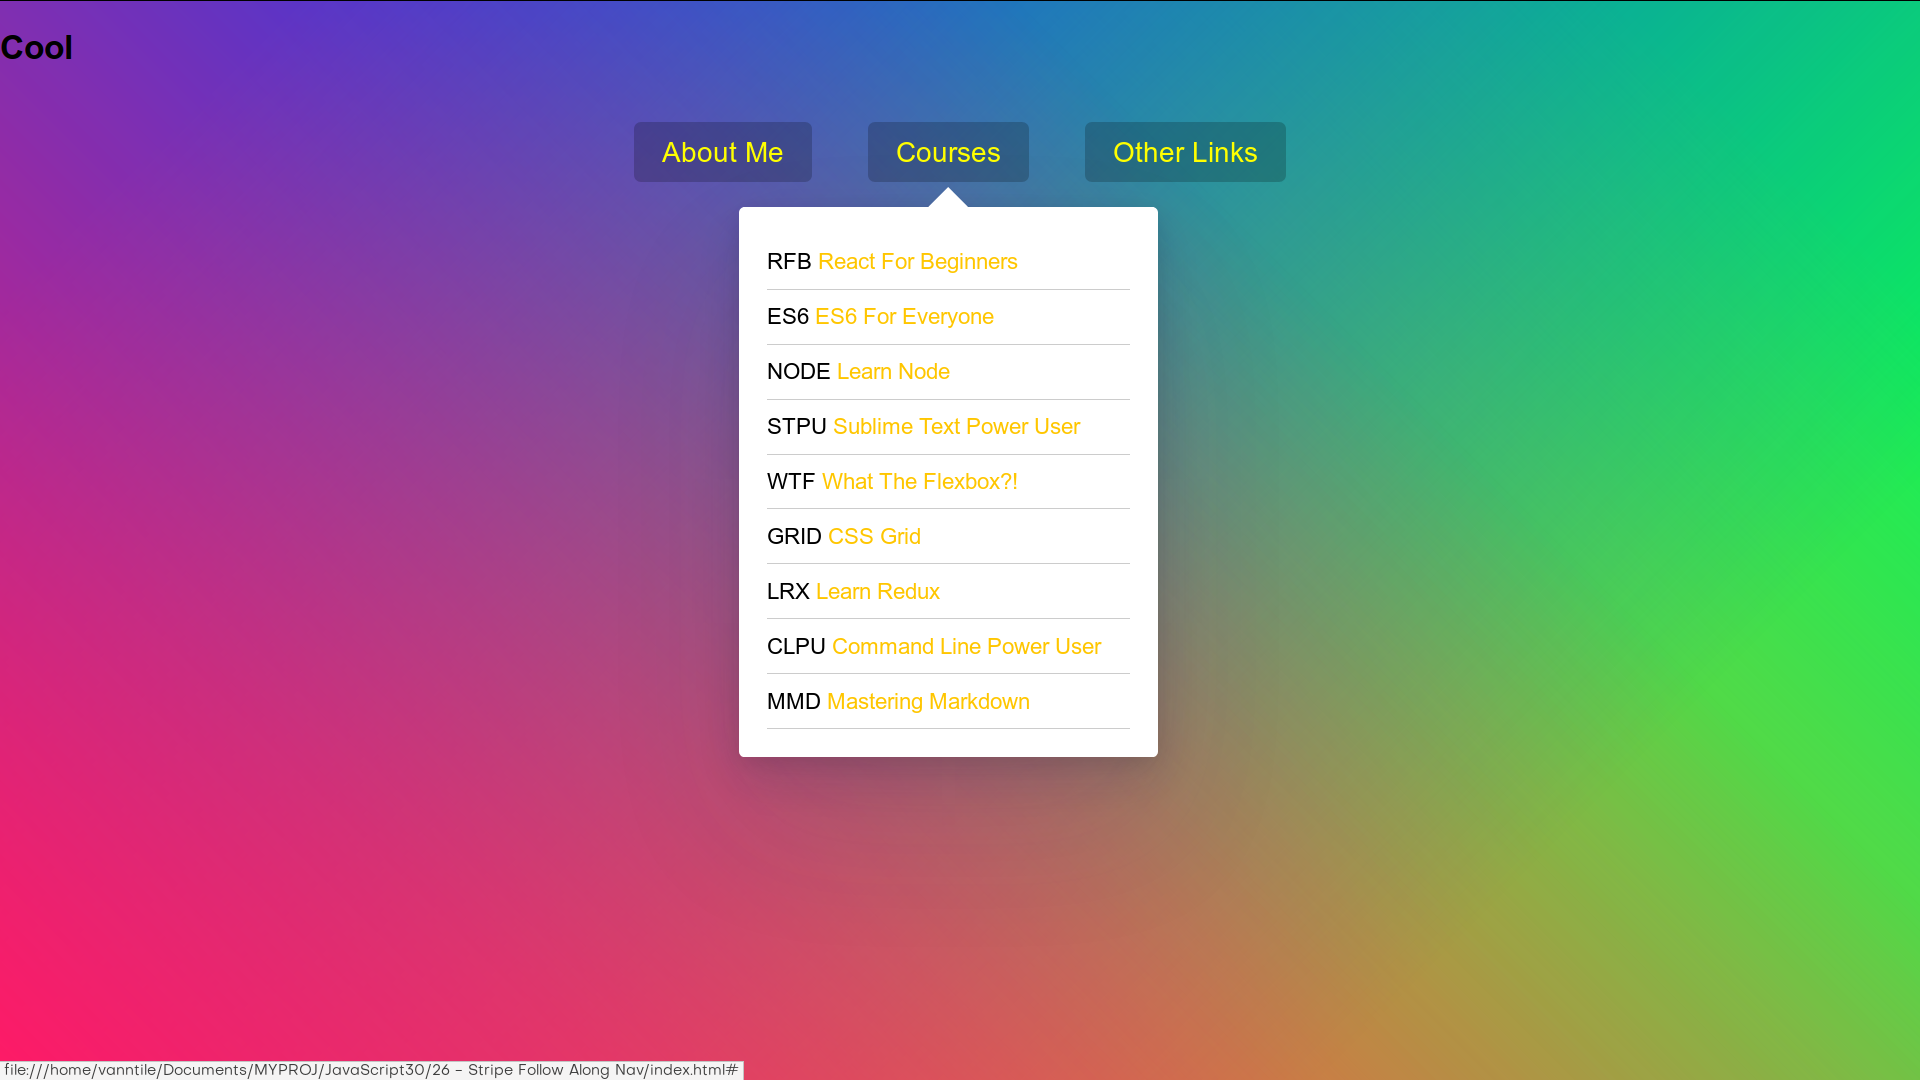 Cool
About Me
Courses
Other Links
RFB React For Beginners
ES6 ES6 For Everyone
NODE Learn Node
STPU Sublime Text Power User
WTF What The Flexbox?!
GRID CSS Grid
LRX Learn Redux
CLPU Command Line Power User
MMD Mastering Markdown
file:///home/vanntile/Documents/MYPROJ/JavaScript30/26 - Stripe Follow Along Nav/index.html#